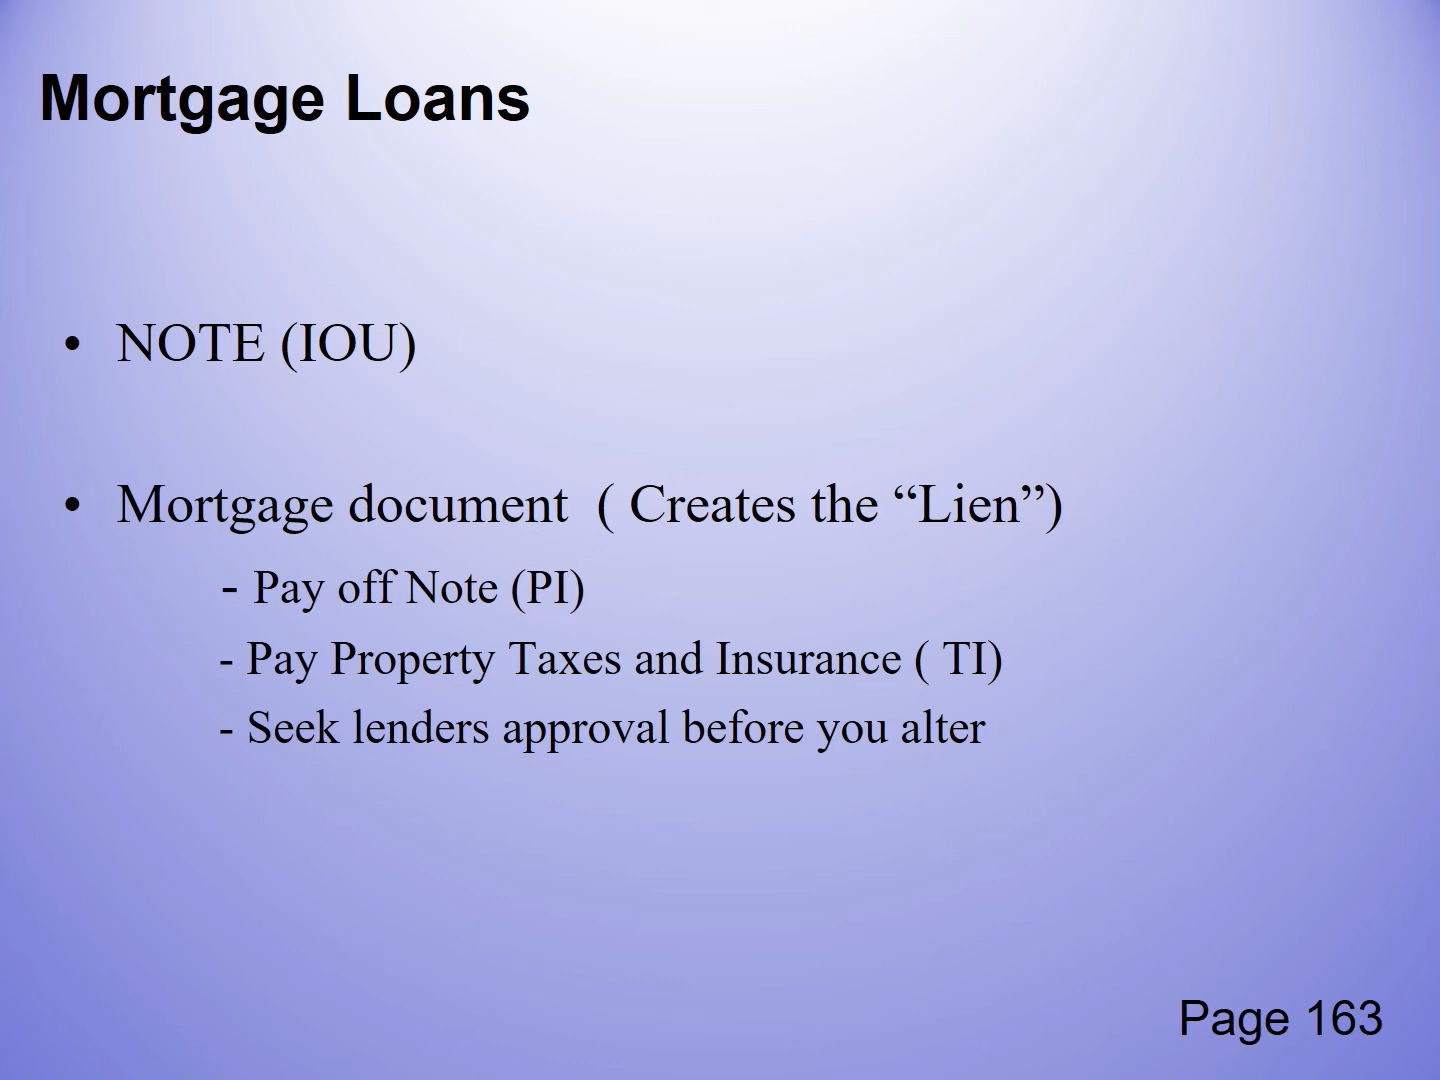 Mortgage Loans
• NOTE (IOU)
• Mortgage document  ( Creates the “Lien”)
- Pay off Note (PI)
- Pay Property Taxes and Insurance ( TI)
- Seek lenders approval before you alter
Page 163